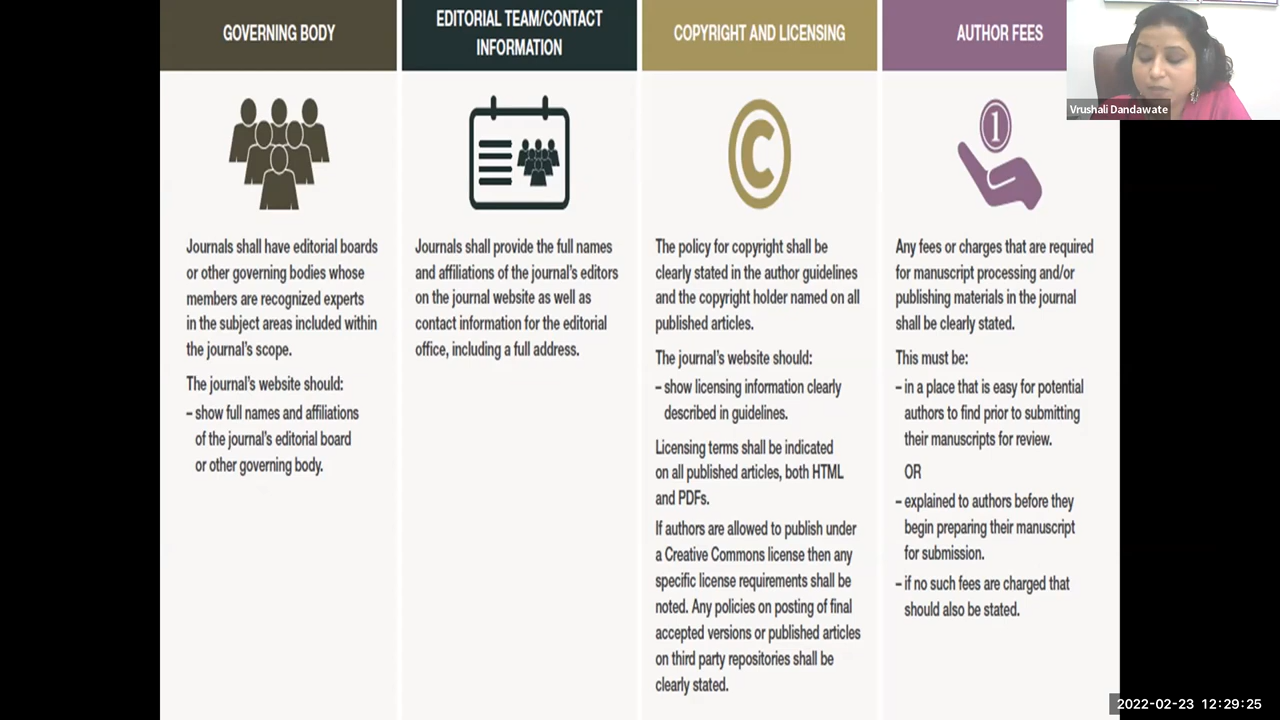 GOVERNING BODY
Journals shall have editorial boards
or other governing bodies whose
members are recognized experts
in the subject areas included within
the journal's scope.
The journal's website should:
– show full names and affiliations
of the journal's editorial board
or other governing body.
EDITORIAL TEAM/CONTACT
INFORMATION
Journals shall provide the full names
and affiliations of the journal's editors
on the journal website as well as
contact information for the editorial
office, including a full address.
COPYRIGHT AND LICENSING
C
The policy for copyright shall be
clearly stated in the author guidelines
and the copyright holder named on all
published articles.
The journal's website should:
– show licensing information clearly
described in guidelines.
Licensing terms shall be indicated
on all published articles, both HTML
and PDFs.
If authors are allowed to publish under
a Creative Commons license then any
specific license requirements shall be
noted. Any policies on posting of final
accepted versions or published articles
on third party repositories shall be
clearly stated.
AUTHOR FEES
1
Any fees or charges that are required
for manuscript processing and/or
publishing materials in the journal
shall be clearly stated.
This must be:
– in a place that is easy for potential
authors to find prior to submitting
their manuscripts for review.
OR
– explained to authors before they
begin preparing their manuscript
for submission.
– if no such fees are charged that
should also be stated.
Vrushali Dandawate
2022-02-23 12:29:25